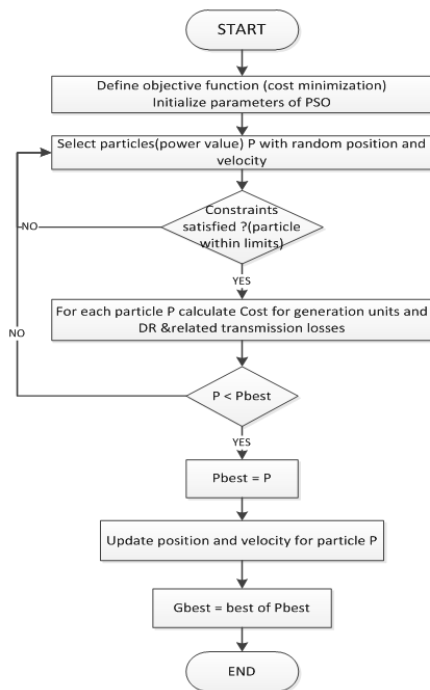 START
Define objective function (cost minimization)
Initialize parameters of PSO
Select particles(power value) P with random position and
velocity
NO
Constraints
satisfied ?(particle
within limits)
YES
For each particle P calculate Cost for generation units and
DR &related transmission losses
NO
P < Pbest
YES
Pbest = P
Update position and velocity for particle P
Gbest = best of Pbest
END